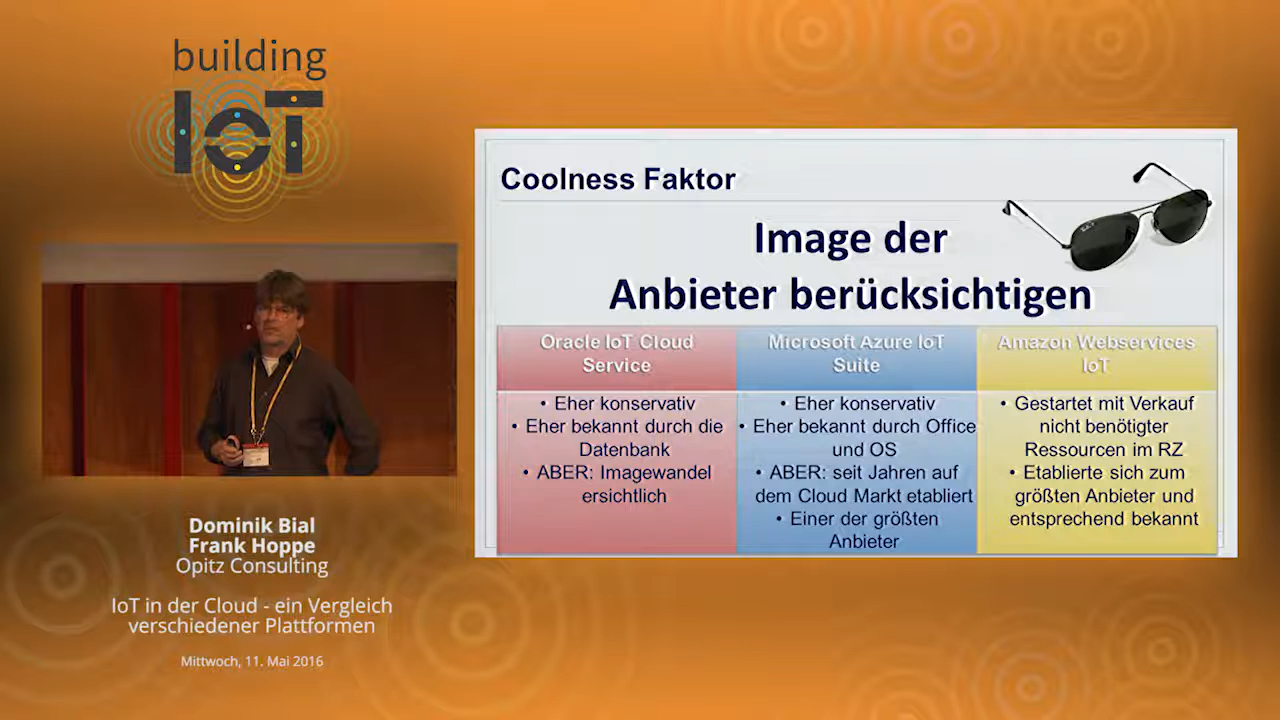 building
IoT
Dominik Bial
Frank Hoppe
Opitz Consulting
IoT in der Cloud - ein Vergleich
verschiedener Plattformen
Mittwoch, 11. Mai 2016
Coolness Faktor
Image der
Anbieter berücksichtigen
Oracle IoT Cloud
Service
• Eher konservativ
• Eher bekannt durch die
Datenbank
• ABER: Imagewandel
ersichtlich
Microsoft Azure IoT
Suite
• Eher konservativ
• Eher bekannt durch Office
und OS
• ABER: seit Jahren auf
dem Cloud Markt etabliert
• Einer der größten
Anbieter
Amazon Webservices
IoT
• Gestartet mit Verkauf
nicht benötigter
Ressourcen im RZ
• Etablierte sich zum
größten Anbieter und
entsprechend bekannt